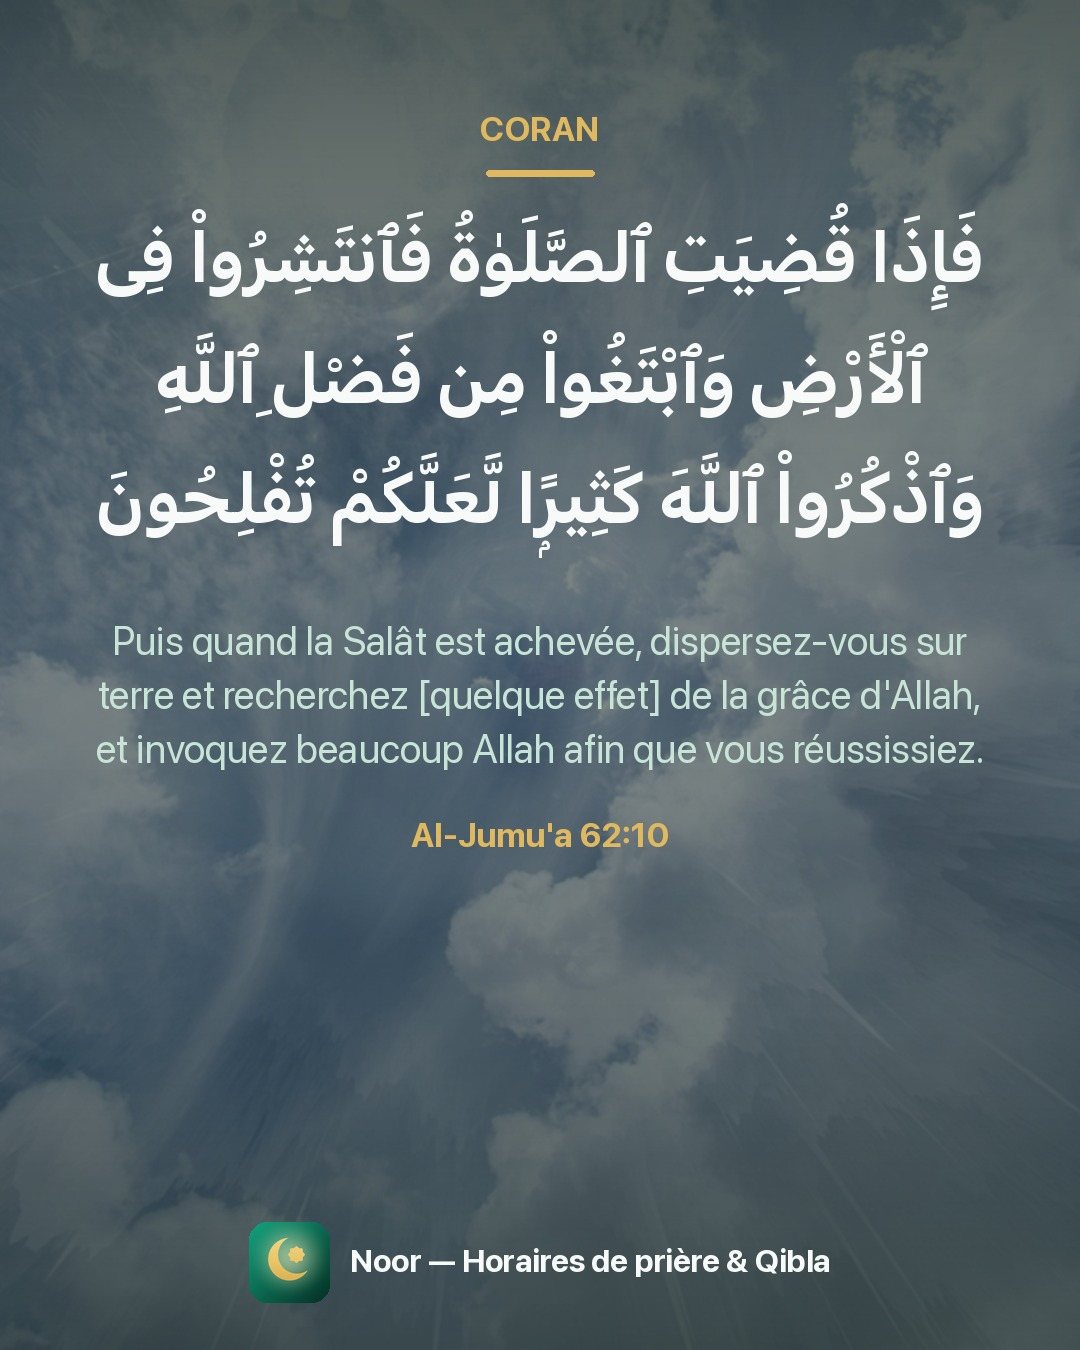 CORAN
فَإِذَا قُضِيَتِ ٱلصَّلَوٰةُ فَٱنتَشِرُوا۟ فِى
ٱلْأَرْضِ وَٱبْتَغُوا۟ مِن فَضْلِ ٱللَّهِ
وَٱذْكُرُوا۟ ٱللَّهَ كَثِيرًۭا لَّعَلَّكُمْ تُفْلِحُونَ
Puis quand la Salât est achevée, dispersez-vous sur
terre et recherchez [quelque effet] de la grâce d'Allah,
et invoquez beaucoup Allah afin que vous réussissiez.
Al-Jumu'a 62:10
Noor — Horaires de prière & Qibla